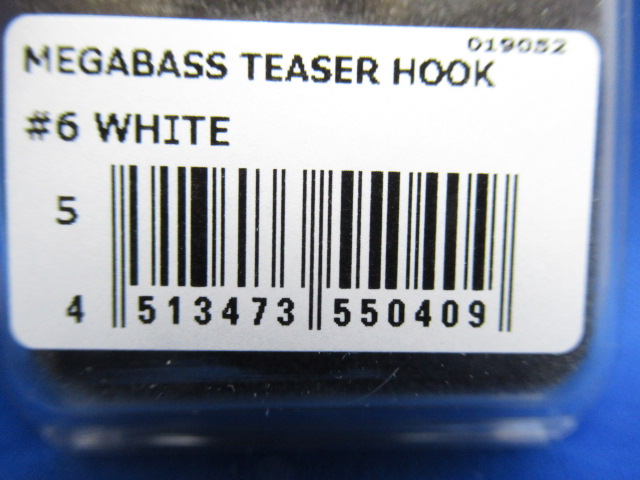 019052
MEGABASS TEASER HOOK
#6 WHITE
5
4 513473 550409